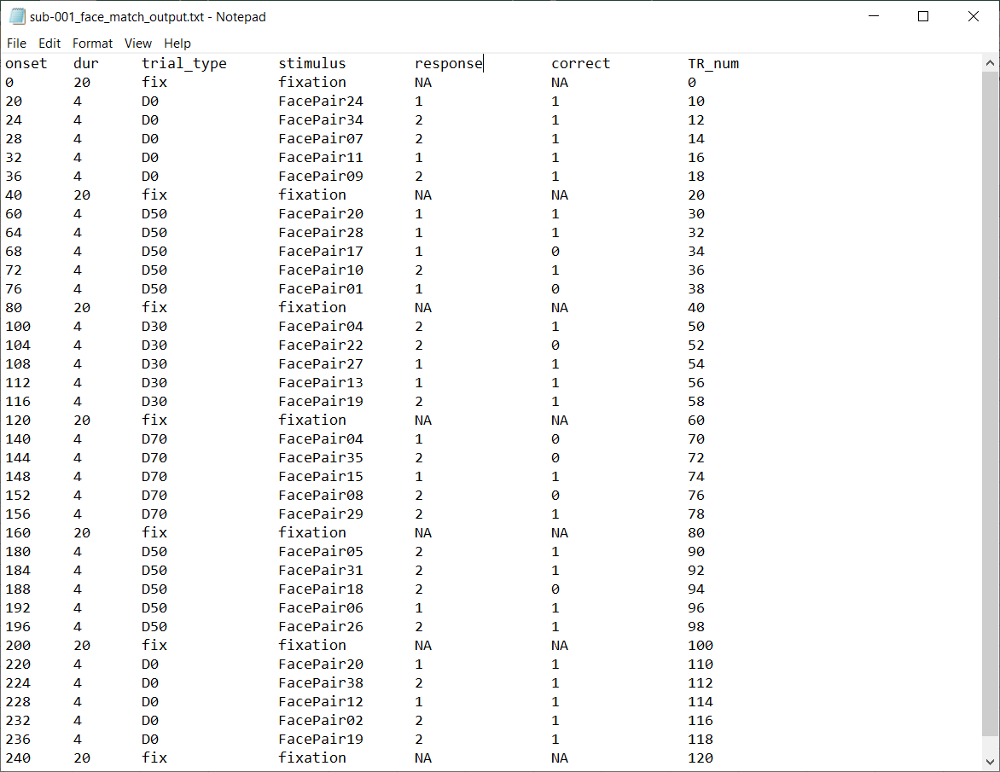 sub-001_face_match_output.txt - Notepad
File Edit Format View Help
onset dur trial_type stimulus response correct TR_num
0 20 fix fixation NA NA 0
20 4 D0 FacePair24 1 1 10
24 4 D0 FacePair34 2 1 12
28 4 D0 FacePair07 2 1 14
32 4 D0 FacePair11 1 1 16
36 4 D0 FacePair09 2 1 18
40 20 fix fixation NA NA 20
60 4 D50 FacePair20 1 1 30
64 4 D50 FacePair28 1 1 32
68 4 D50 FacePair17 1 0 34
72 4 D50 FacePair10 2 1 36
76 4 D50 FacePair01 1 0 38
80 20 fix fixation NA NA 40
100 4 D30 FacePair04 2 1 50
104 4 D30 FacePair22 2 0 52
108 4 D30 FacePair27 1 1 54
112 4 D30 FacePair13 1 1 56
116 4 D30 FacePair19 2 1 58
120 20 fix fixation NA NA 60
140 4 D70 FacePair04 1 0 70
144 4 D70 FacePair35 2 0 72
148 4 D70 FacePair15 1 1 74
152 4 D70 FacePair08 2 0 76
156 4 D70 FacePair29 2 1 78
160 20 fix fixation NA NA 80
180 4 D50 FacePair05 2 1 90
184 4 D50 FacePair31 2 1 92
188 4 D50 FacePair18 2 0 94
192 4 D50 FacePair06 1 1 96
196 4 D50 FacePair26 2 1 98
200 20 fix fixation NA NA 100
220 4 D0 FacePair20 1 1 110
224 4 D0 FacePair38 2 1 112
228 4 D0 FacePair12 1 1 114
232 4 D0 FacePair02 2 1 116
236 4 D0 FacePair19 2 1 118
240 20 fix fixation NA NA 120